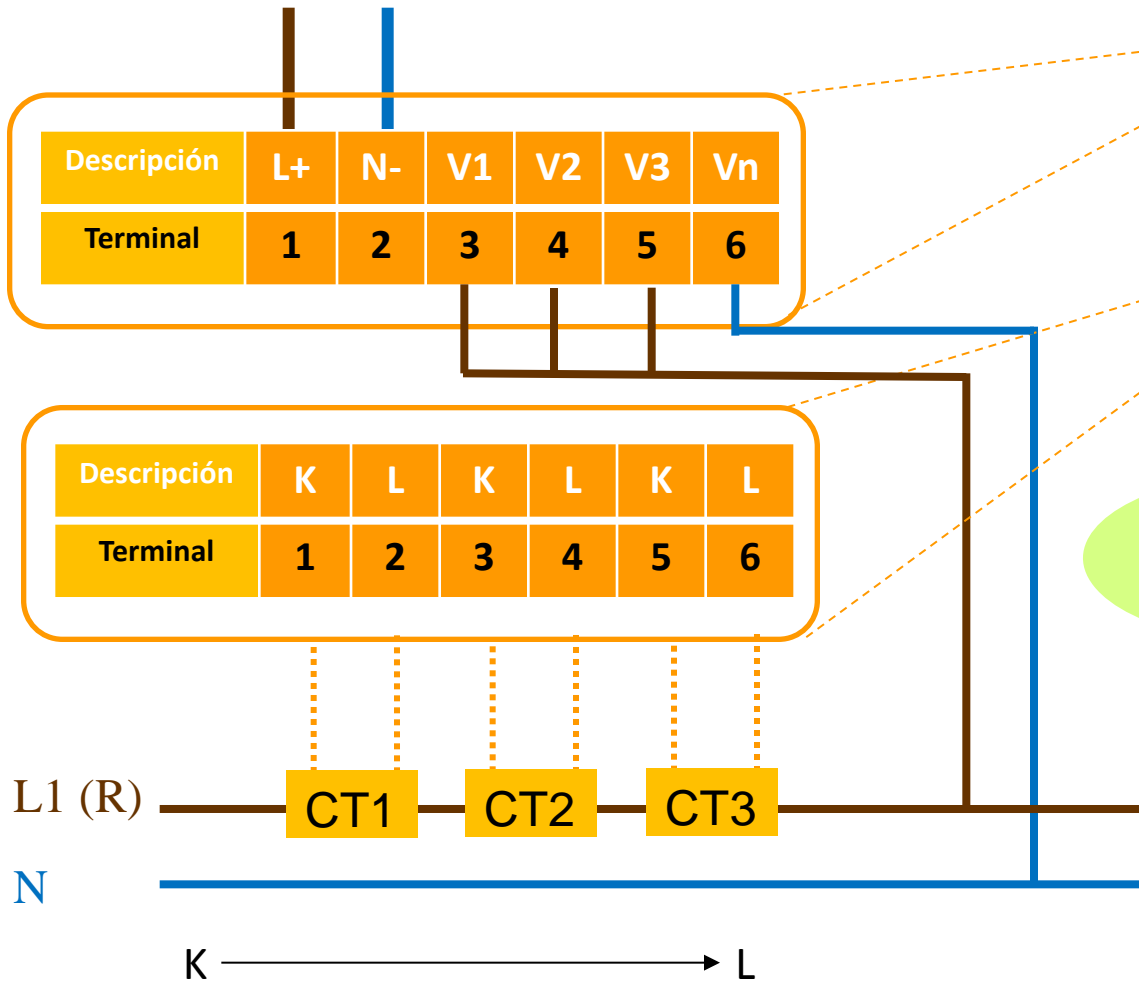 Descripción L+ N- V1 V2 V3 Vn
Terminal 1 2 3 4 5 6
Descripción K L K L K L
Terminal 1 2 3 4 5 6
L1 (R) CT1 CT2 CT3
N
K L